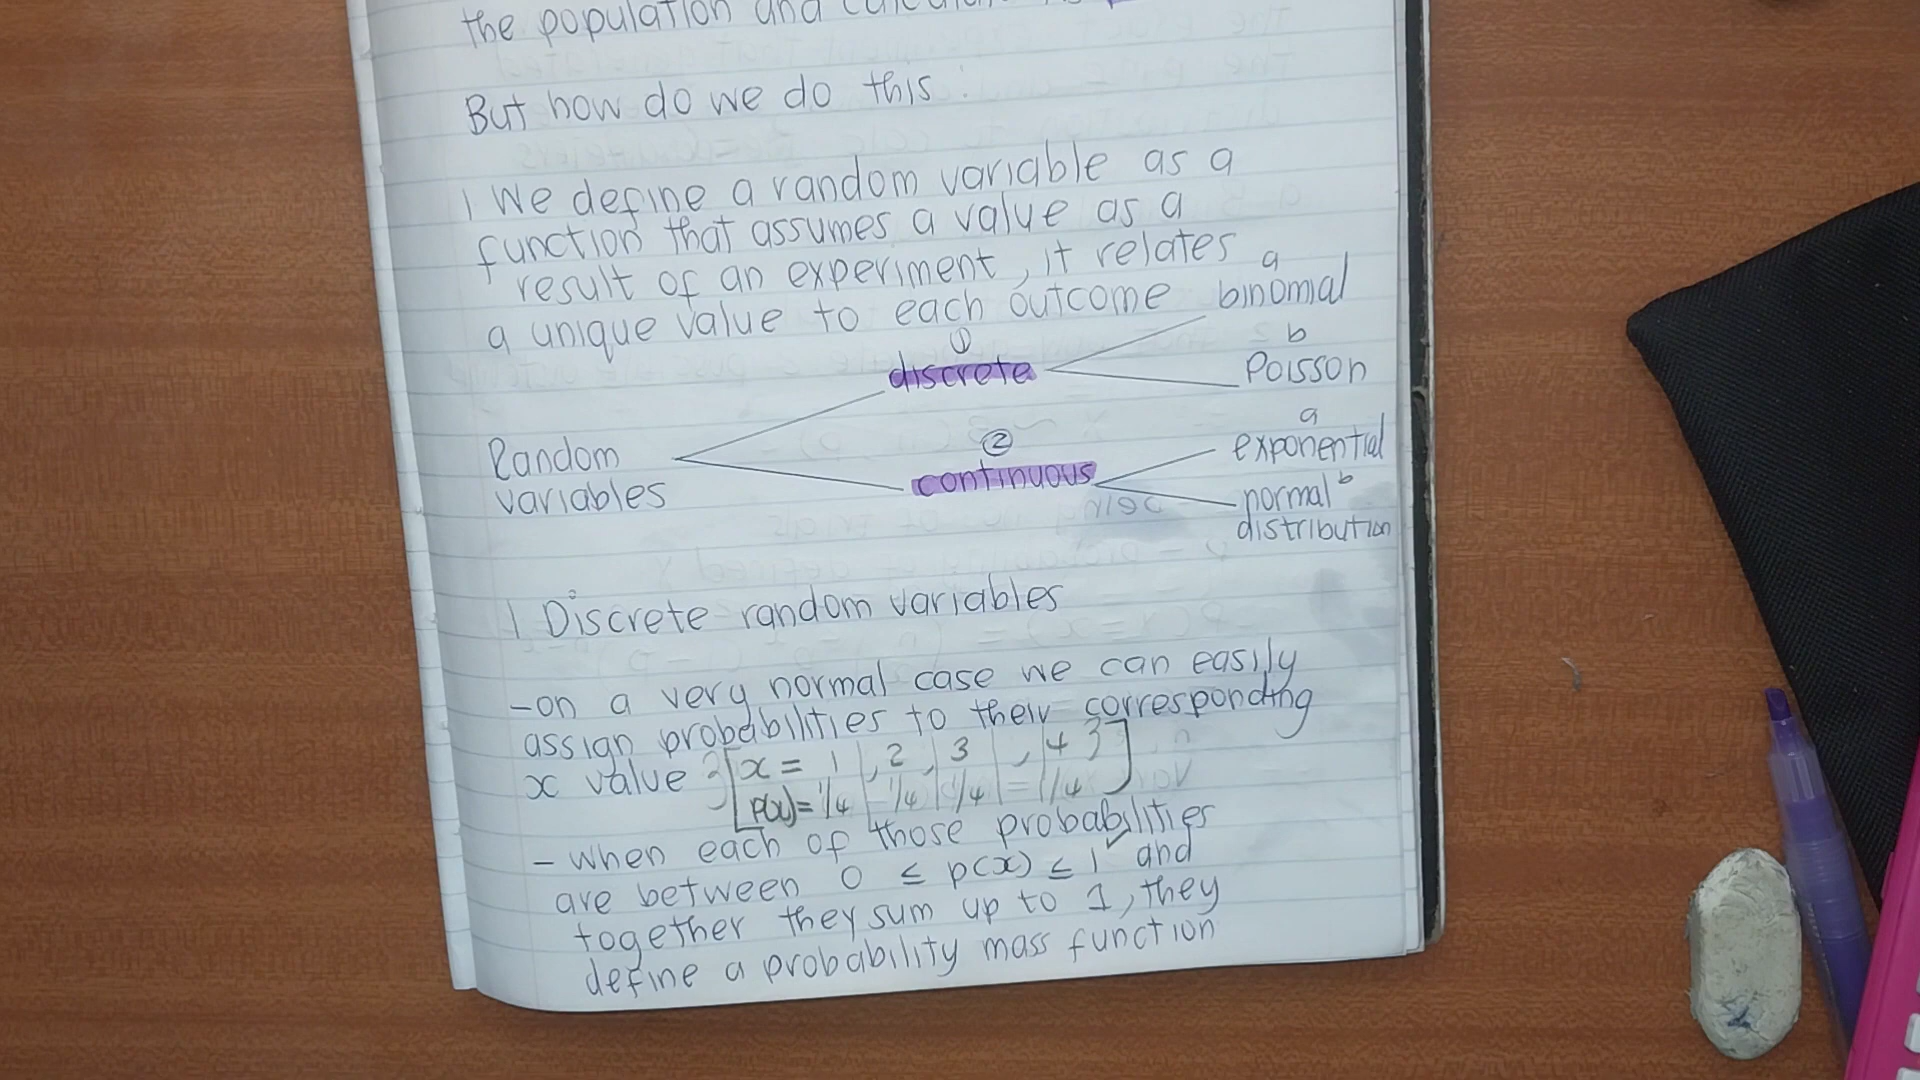 the population and
But how do we do this :
1 We define a random variable as a
function that assumes a value as a
result of an experiment, it relates
a unique value to each outcome
Random
variables
①
discrete
a
binomial
b
Poisson
②
continuous
a
exponential
normal b
distribution
1 Discrete random variables
-on a very normal case we can easily
assign probabilities to their corresponding
x value { x = 1 | , 2 , | 3 | , | 4 }
P(x) = 1/4 | 1/4 | 1/4 | = | 1/4
- When each of those probabilities
are between 0 ≤ p(x) ≤ 1 and
together they sum up to 1, they
define a probability mass function